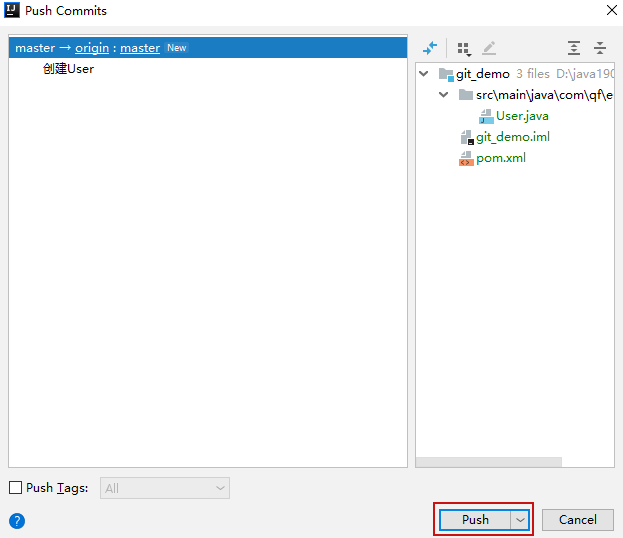 Push Commits
master → origin : master New
创建User
git_demo 3 files D:\java190
src\main\java\com\qf\e
User.java
git_demo.iml
pom.xml
Push Tags: All
? Push Cancel